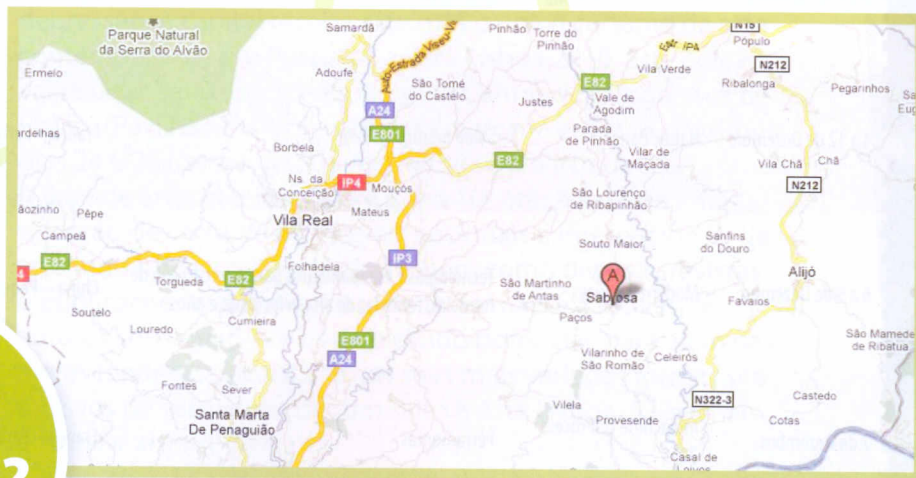 Parque Natural
da Serra do Alvão
Samardã
Pinhão
Torre do
Pinhão
N15
Pópulo
IP4
Ermelo
Adoufe
São Tomé
do Castelo
E82
Vila Verde
N212
Ribalonga
Pegarinhos
Justes
Vale de
Agodim
A24
E801
Parada
de Pinhão
Borbela
E82
Vilar de
Maçada
Vila Chã
Chã
Ns. da
Conceição
IP4
Mouçós
São Lourenço
de Ribapinhão
N212
Pêpe
Vila Real
Mateus
Campeã
Souto Maior
Sanfins
do Douro
E82
IP3
Folhadela
A
Alijó
Torgueda
E82
São Martinho
de Antas
Sabrosa
Favaios
Soutelo
Paços
Louredo
Cumieira
E801
São Mamede
de Ribatua
A24
Vilarinho de
São Romão
Celeirós
Fontes
Sever
N322-3
Castedo
Santa Marta
De Penaguião
Vilela
Provesende
Cotas
Casal de
Loivos
2